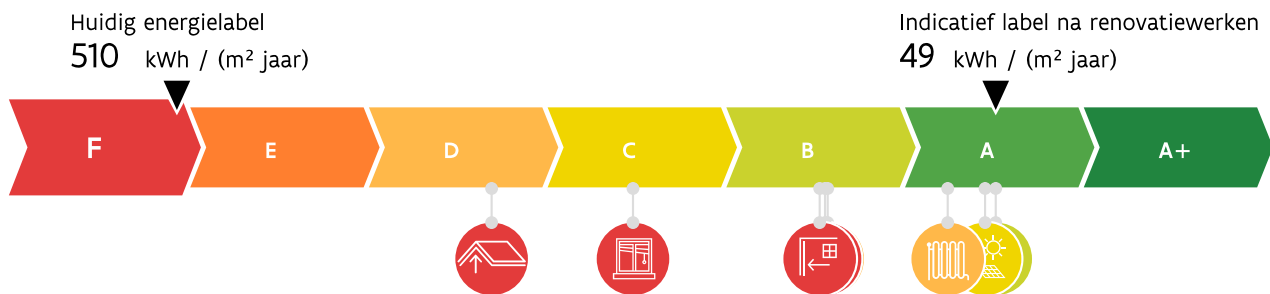 Huidig energielabel
510 kWh / (m² jaar)
Indicatief label na renovatiewerken
49 kWh / (m² jaar)
F E D C B A A+